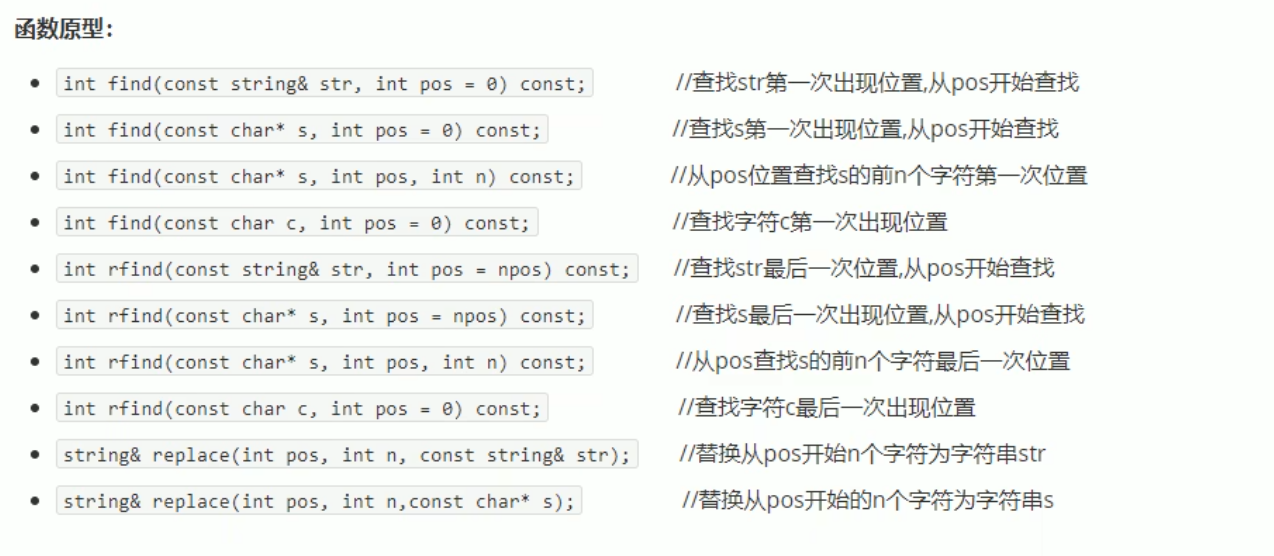 函数原型：
• int find(const string& str, int pos = 0) const; //查找str第一次出现位置,从pos开始查找
• int find(const char* s, int pos = 0) const; //查找s第一次出现位置,从pos开始查找
• int find(const char* s, int pos, int n) const; //从pos位置查找s的前n个字符第一次位置
• int find(const char c, int pos = 0) const; //查找字符c第一次出现位置
• int rfind(const string& str, int pos = npos) const; //查找str最后一次位置,从pos开始查找
• int rfind(const char* s, int pos = npos) const; //查找s最后一次出现位置,从pos开始查找
• int rfind(const char* s, int pos, int n) const; //从pos查找s的前n个字符最后一次位置
• int rfind(const char c, int pos = 0) const; //查找字符c最后一次出现位置
• string& replace(int pos, int n, const string& str); //替换从pos开始n个字符为字符串str
• string& replace(int pos, int n,const char* s); //替换从pos开始的n个字符为字符串s